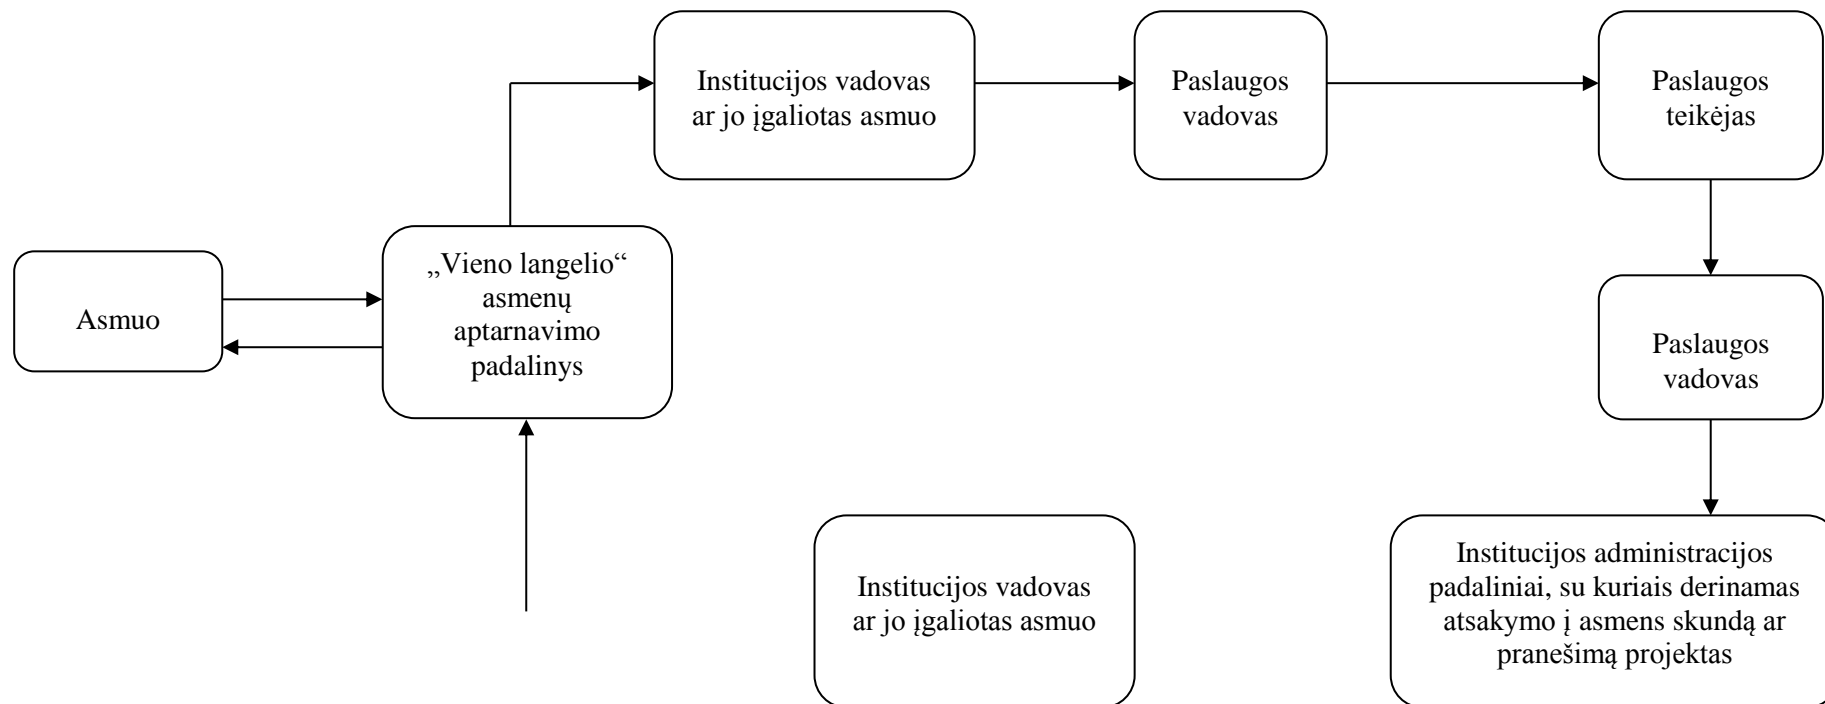 Institucijos vadovas
ar jo įgaliotas asmuo
Paslaugos
vadovas
Paslaugos
teikėjas
Asmuo
„Vieno langelio“
asmenų
aptarnavimo
padalinys
Paslaugos
vadovas
Institucijos vadovas
ar jo įgaliotas asmuo
Institucijos administracijos
padaliniai, su kuriais derinamas
atsakymo į asmens skundą ar
pranešimą projektas